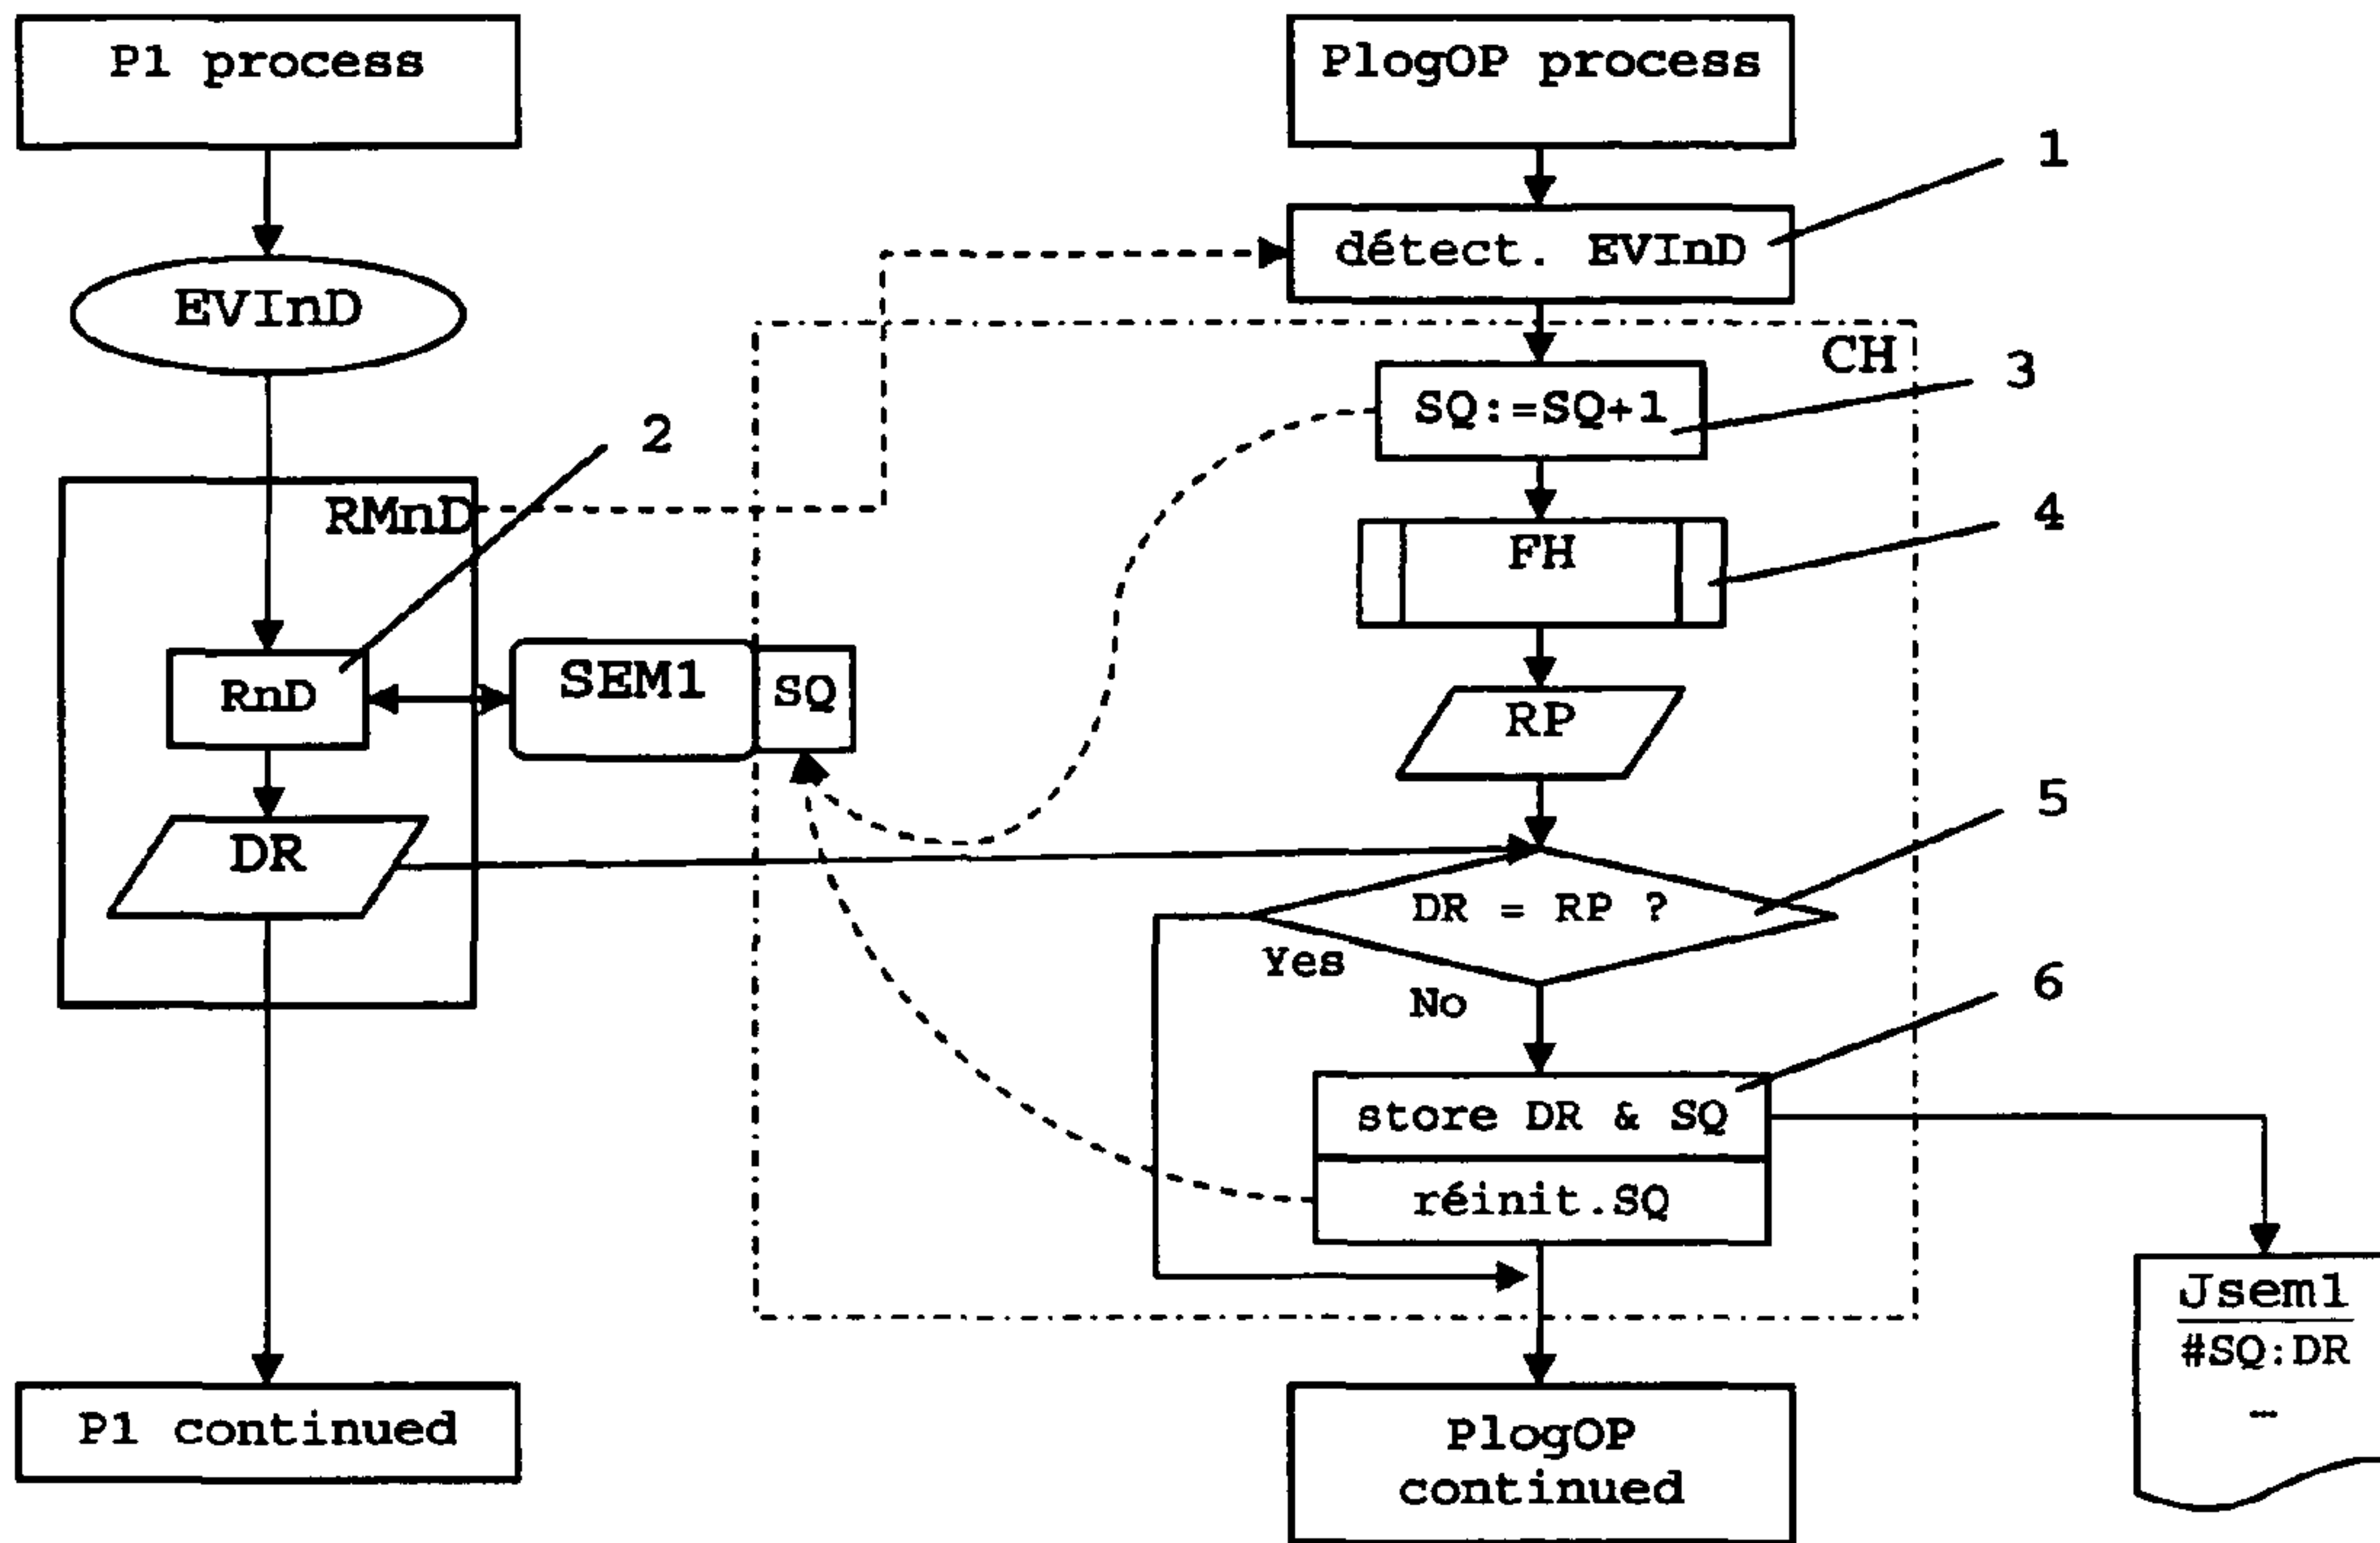 P1 process
PlogOP process
1
détect. EVInD
EVInD
CH
3
SQ:=SQ+1
2
RMnD
4
FH
SEM1
SQ
RnD
RP
5
DR
DR = RP ?
Yes
No
6
store DR & SQ
réinit.SQ
Jsem1
#SQ:DR
…
P1 continued
PlogOP
continued